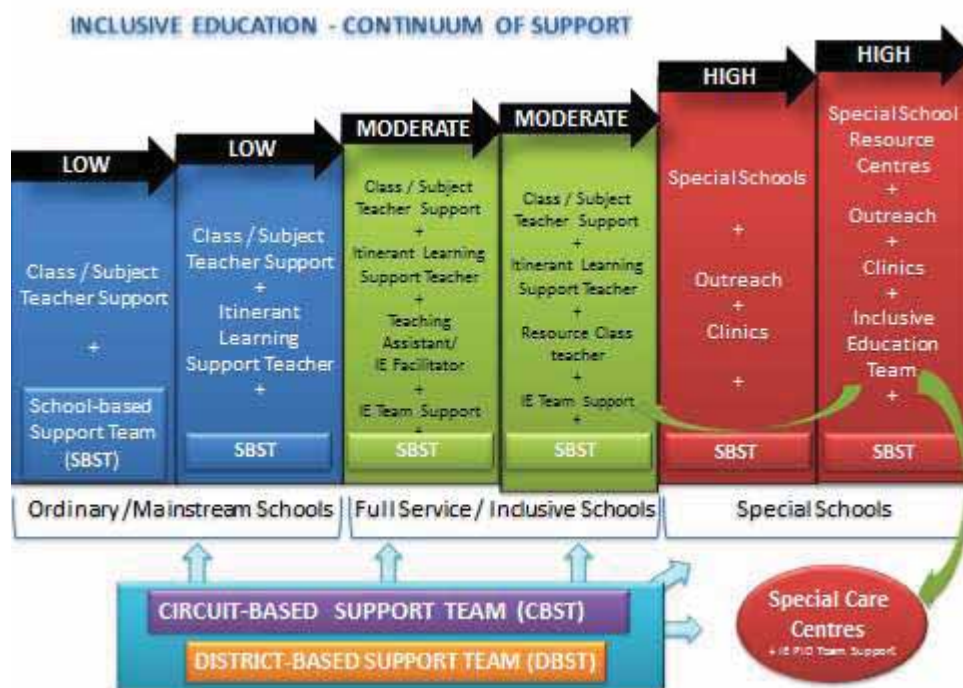 INCLUSIVE EDUCATION - CONTINUUM OF SUPPORT
LOW
Class / Subject
Teacher Support
+
School-based
Support Team
(SBST)
LOW
Class / Subject
Teacher Support
+
Itinerant
Learning
Support Teacher
+
SBST
MODERATE
Class / Subject
Teacher Support
+
Itinerant Learning
Support Teacher
+
Teaching
Assistant/
IE Facilitator
+
IE Team Support
+
SBST
MODERATE
Class / Subject
Teacher Support
+
Itinerant Learning
Support Teacher
+
Resource Class
teacher
+
IE Team Support
+
SBST
HIGH
Special Schools
+
Outreach
+
Clinics
+
SBST
HIGH
Special School
Resource
Centres
+
Outreach
+
Clinics
+
Inclusive
Education
Team
+
SBST
Ordinary/Mainstream Schools
Full Service / Inclusive Schools
Special Schools
CIRCUIT-BASED SUPPORT TEAM (CBST)
DISTRICT-BASED SUPPORT TEAM (DBST)
Special Care
Centres
+ IE PID Team Support